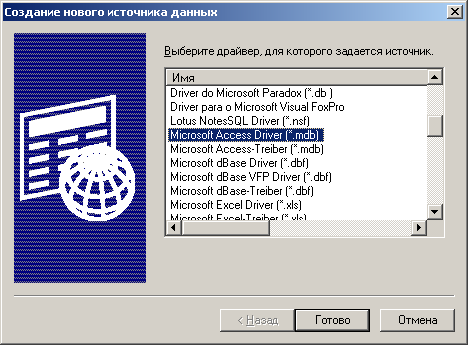 Создание нового источника данных
Выберите драйвер, для которого задается источник.
Имя
Driver do Microsoft Paradox (*.db )
Driver para o Microsoft Visual FoxPro
Lotus NotesSQL Driver (*.nsf)
Microsoft Access Driver (*.mdb)
Microsoft Access-Treiber (*.mdb)
Microsoft dBase Driver (*.dbf)
Microsoft dBase VFP Driver (*.dbf)
Microsoft dBase-Treiber (*.dbf)
Microsoft Excel Driver (*.xls)
Microsoft Excel-Treiber (*.xls)
< Назад
Готово
Отмена